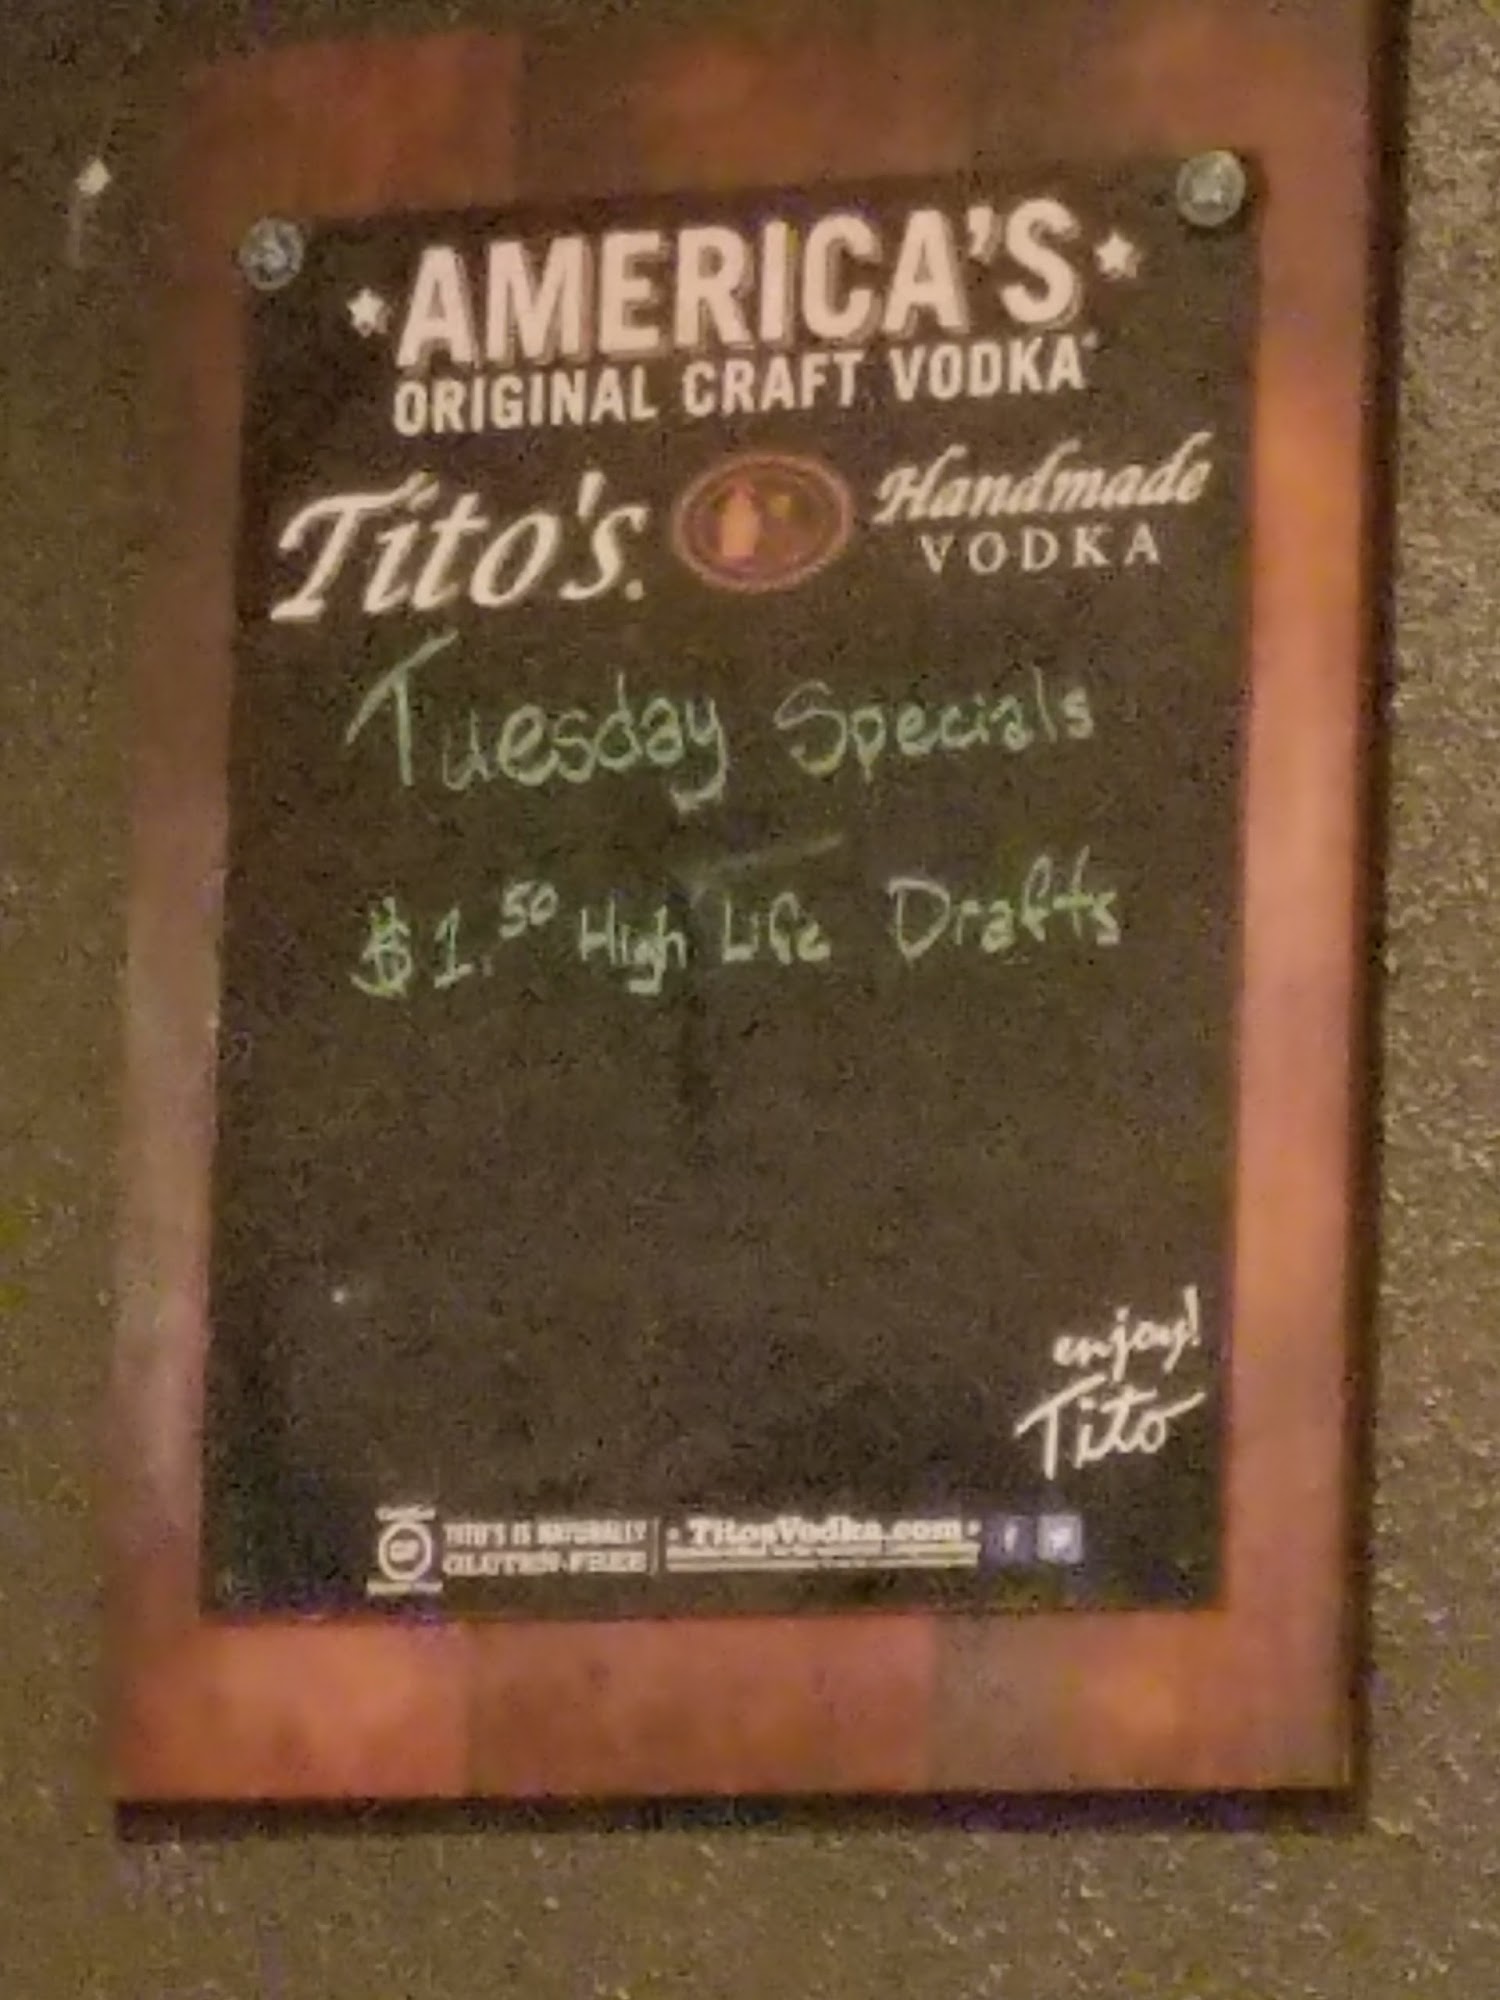 AMERICA'S
ORIGINAL CRAFT VODKA
Tito's. Handmade
VODKA
Tuesday Specials
$1.50 High Life Drafts
enjoy!
Tito
GF TITO'S IS NATURALLY
GLUTEN-FREE
TitosVodka.com
f